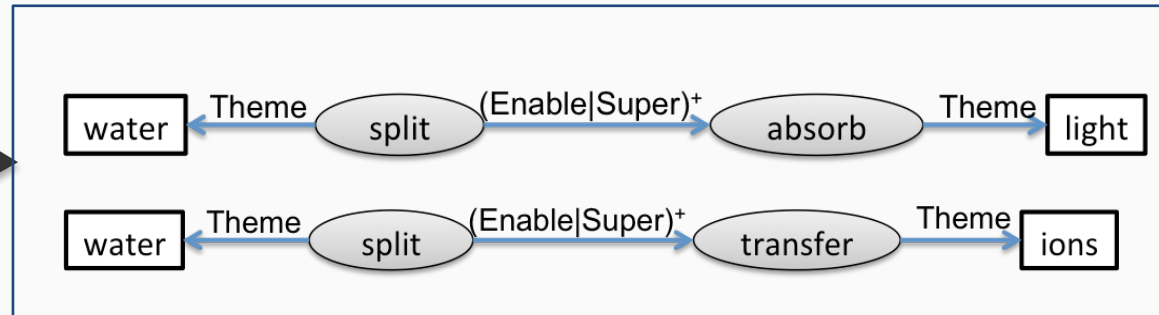 water Theme split (Enable|Super)+ absorb Theme light
water Theme split (Enable|Super)+ transfer Theme ions